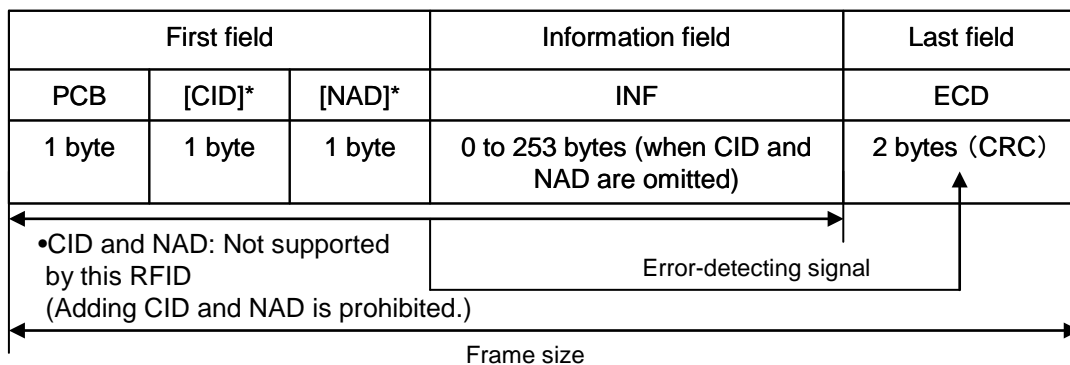 First field Information field Last field
PCB [CID]* [NAD]* INF ECD
1 byte 1 byte 1 byte 0 to 253 bytes (when CID and NAD are omitted) 2 bytes （CRC）
•CID and NAD: Not supported
by this RFID
(Adding CID and NAD is prohibited.)
Error-detecting signal
Frame size